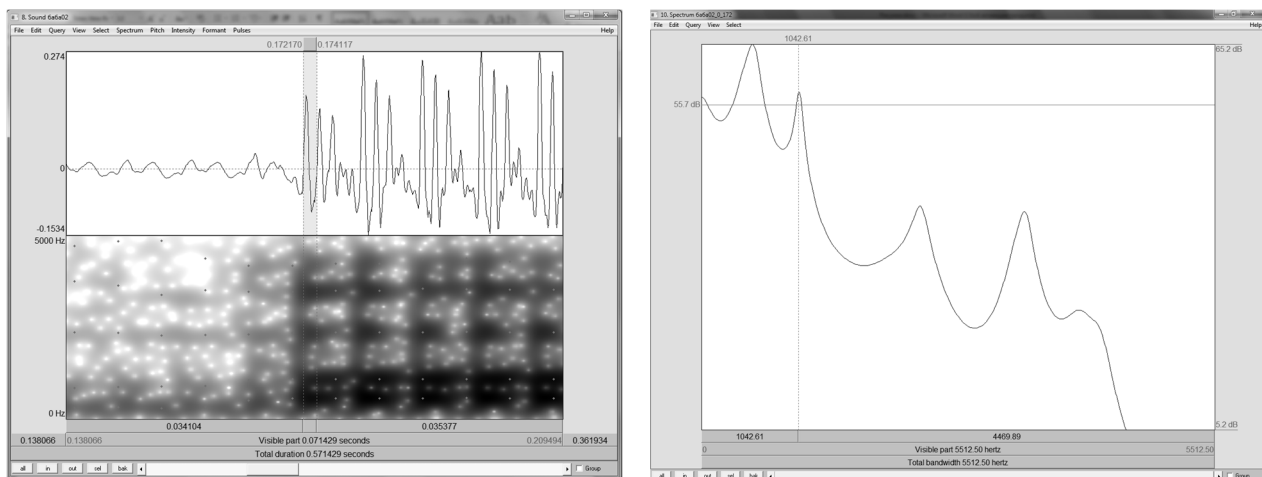 8. Sound 6a6a02
File Edit Query View Select Spectrum Pitch Intensity Formant Pulses Help
0.172170 0.174117
0.274
0
-0.1534
5000 Hz
0 Hz
0.034104 0.035377
0.138066 0.138066 Visible part 0.071429 seconds 0.209494 0.361934
Total duration 0.571429 seconds
all in out sel bak Group
10. Spectrum 6a6a02_0_172
File Edit Query View Select Help
1042.61
65.2 dB
55.7 dB
5.2 dB
1042.61 4469.89
0 Visible part 5512.50 hertz 5512.50
Total bandwidth 5512.50 hertz
all in out sel bak Group